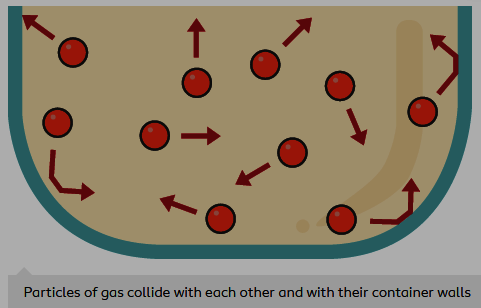 Particles of gas collide with each other and with their container walls